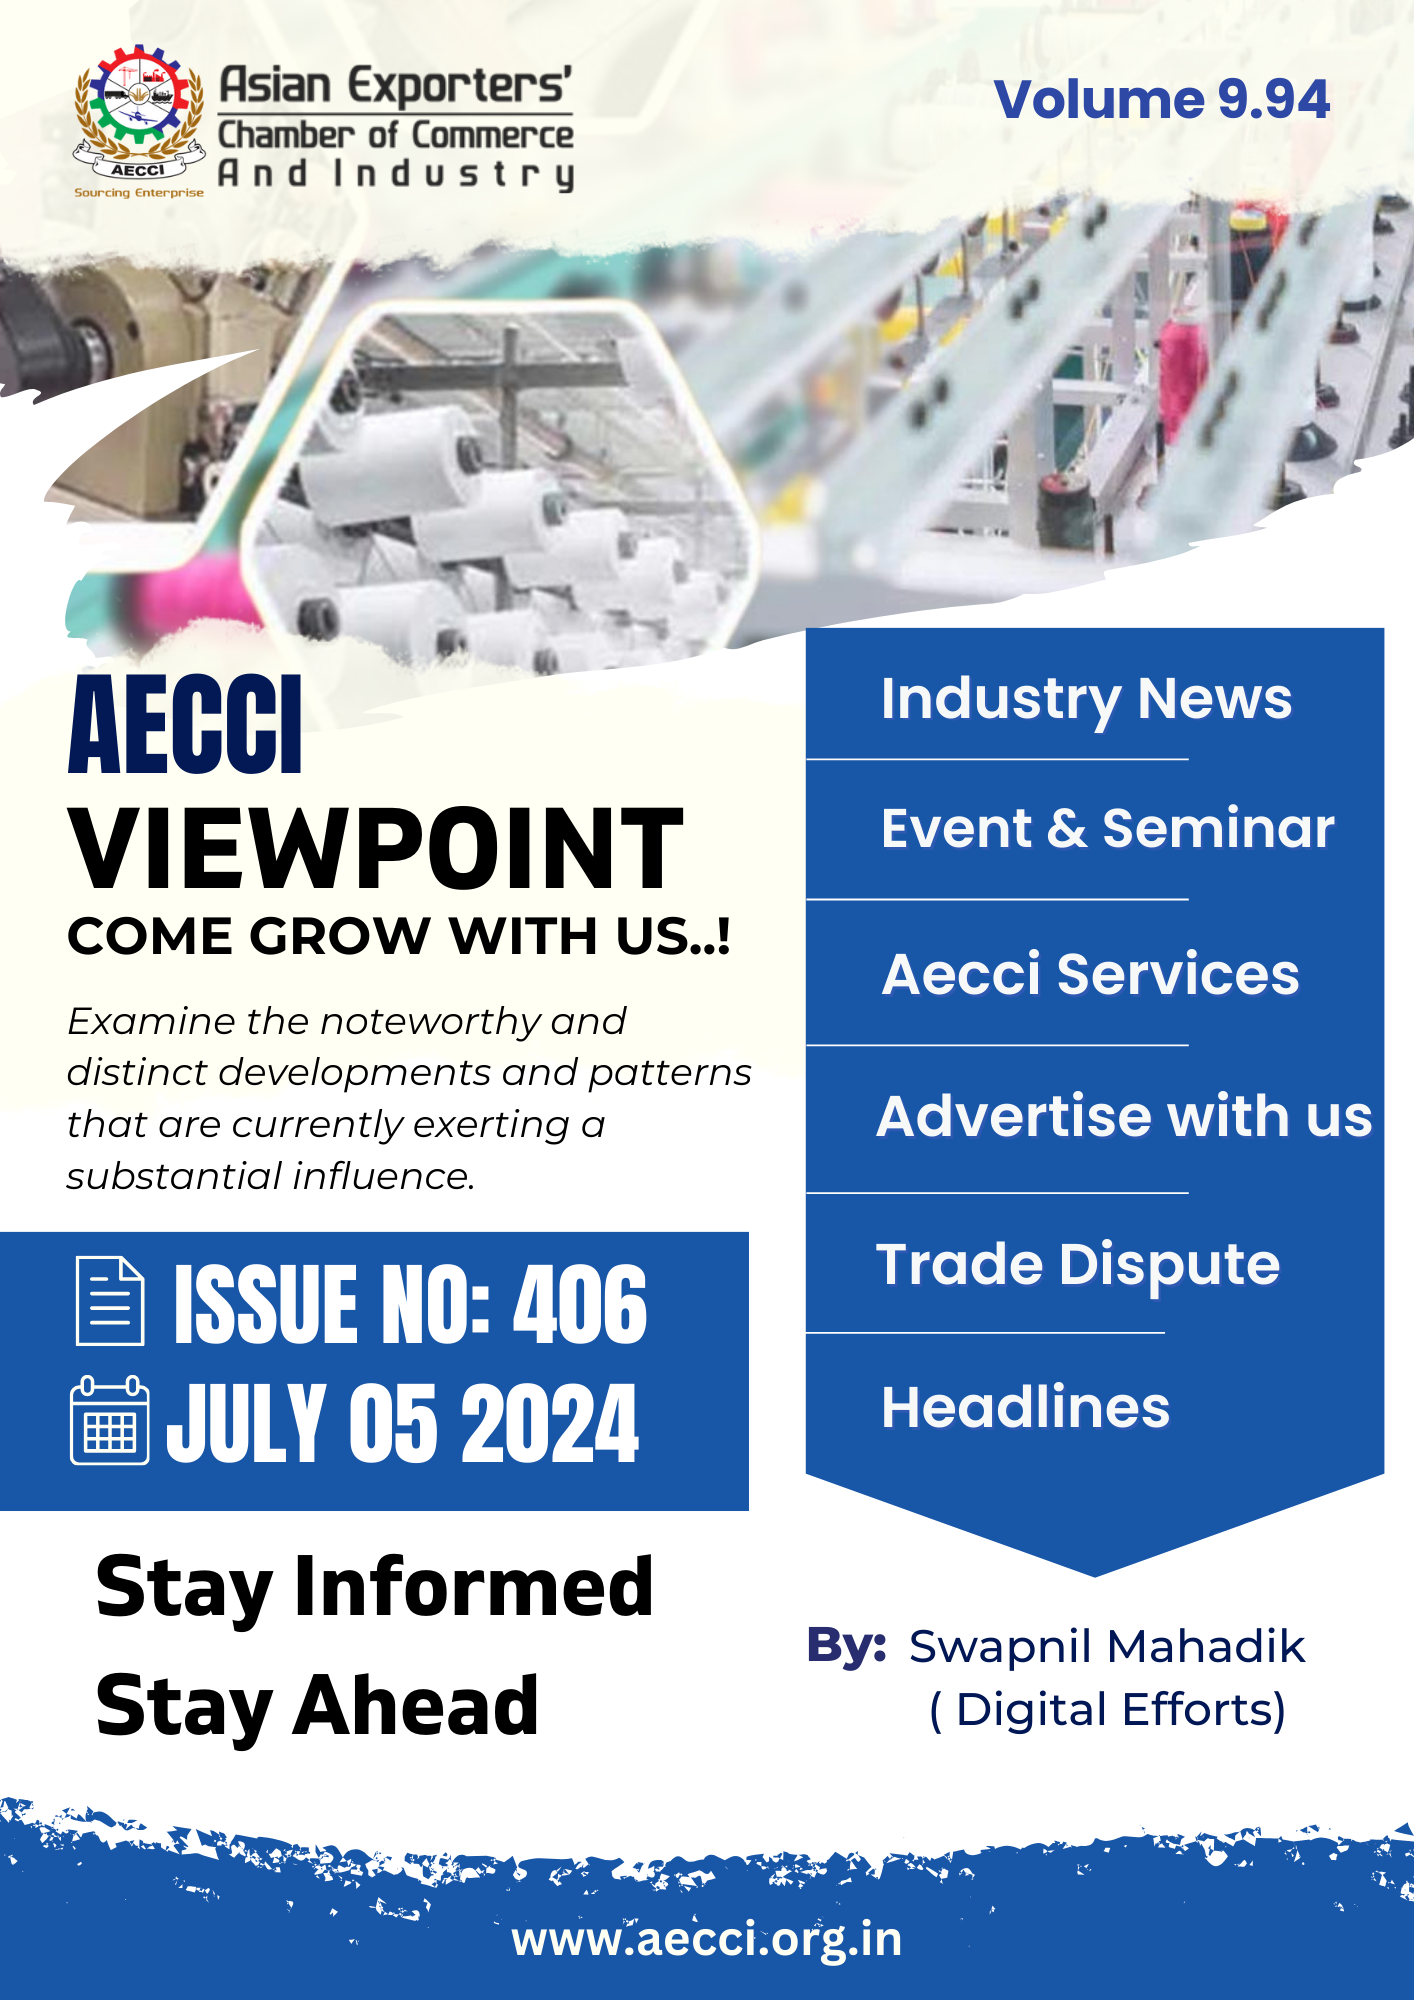 AECCI
Sourcing Enterprise
Asian Exporters'
Chamber of Commerce
And Industry
Volume 9.94
AECCI
VIEWPOINT
COME GROW WITH US..!
Examine the noteworthy and
distinct developments and patterns
that are currently exerting a
substantial influence.
ISSUE NO: 406
JULY 05 2024
Stay Informed
Stay Ahead
Industry News
Event & Seminar
Aecci Services
Advertise with us
Trade Dispute
Headlines
By: Swapnil Mahadik
( Digital Efforts)
www.aecci.org.in